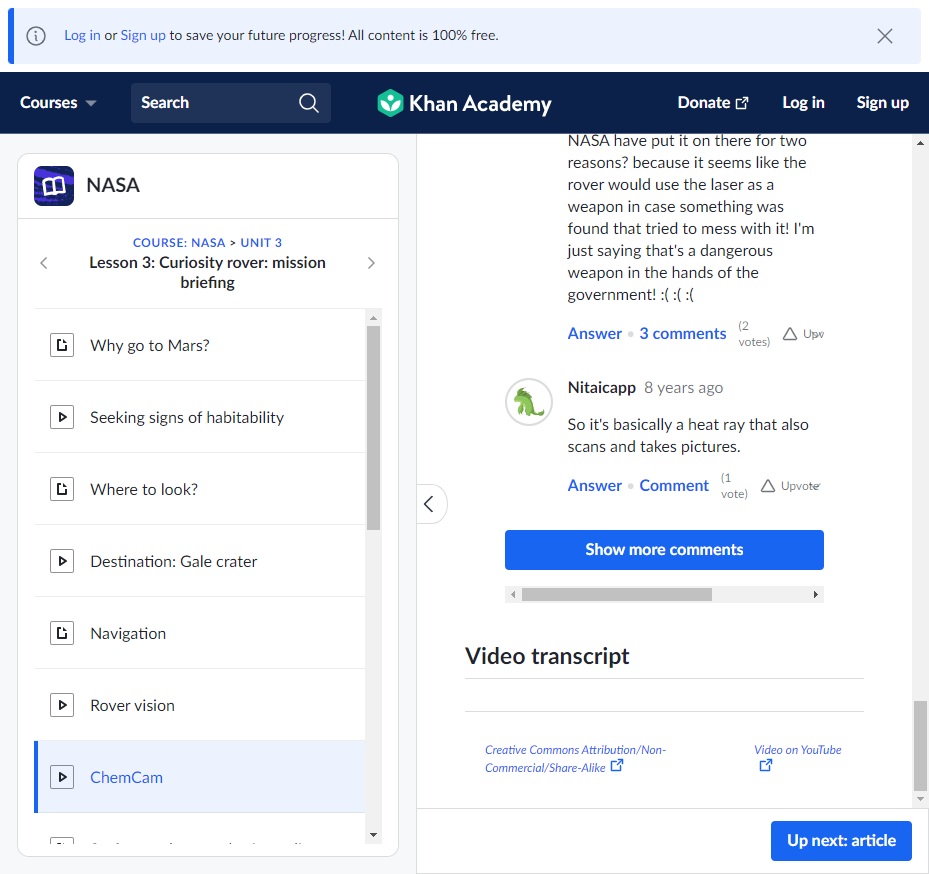 Log in or Sign up to save your future progress! All content is 100% free.
Courses
Search
Khan Academy
Donate
Log in
Sign up
NASA
COURSE: NASA > UNIT 3
Lesson 3: Curiosity rover: mission
briefing
Why go to Mars?
Seeking signs of habitability
Where to look?
Destination: Gale crater
Navigation
Rover vision
ChemCam
NASA have put it on there for two
reasons? because it seems like the
rover would use the laser as a
weapon in case something was
found that tried to mess with it! I'm
just saying that's a dangerous
weapon in the hands of the
government! :( :( :(
Answer • 3 comments
(2
votes)
Nitaicapp 8 years ago
So it's basically a heat ray that also
scans and takes pictures.
Answer • Comment
(1
vote)
Upvote
Show more comments
Video transcript
Creative Commons Attribution/Non-
Commercial/Share-Alike
Video on YouTube
Up next: article